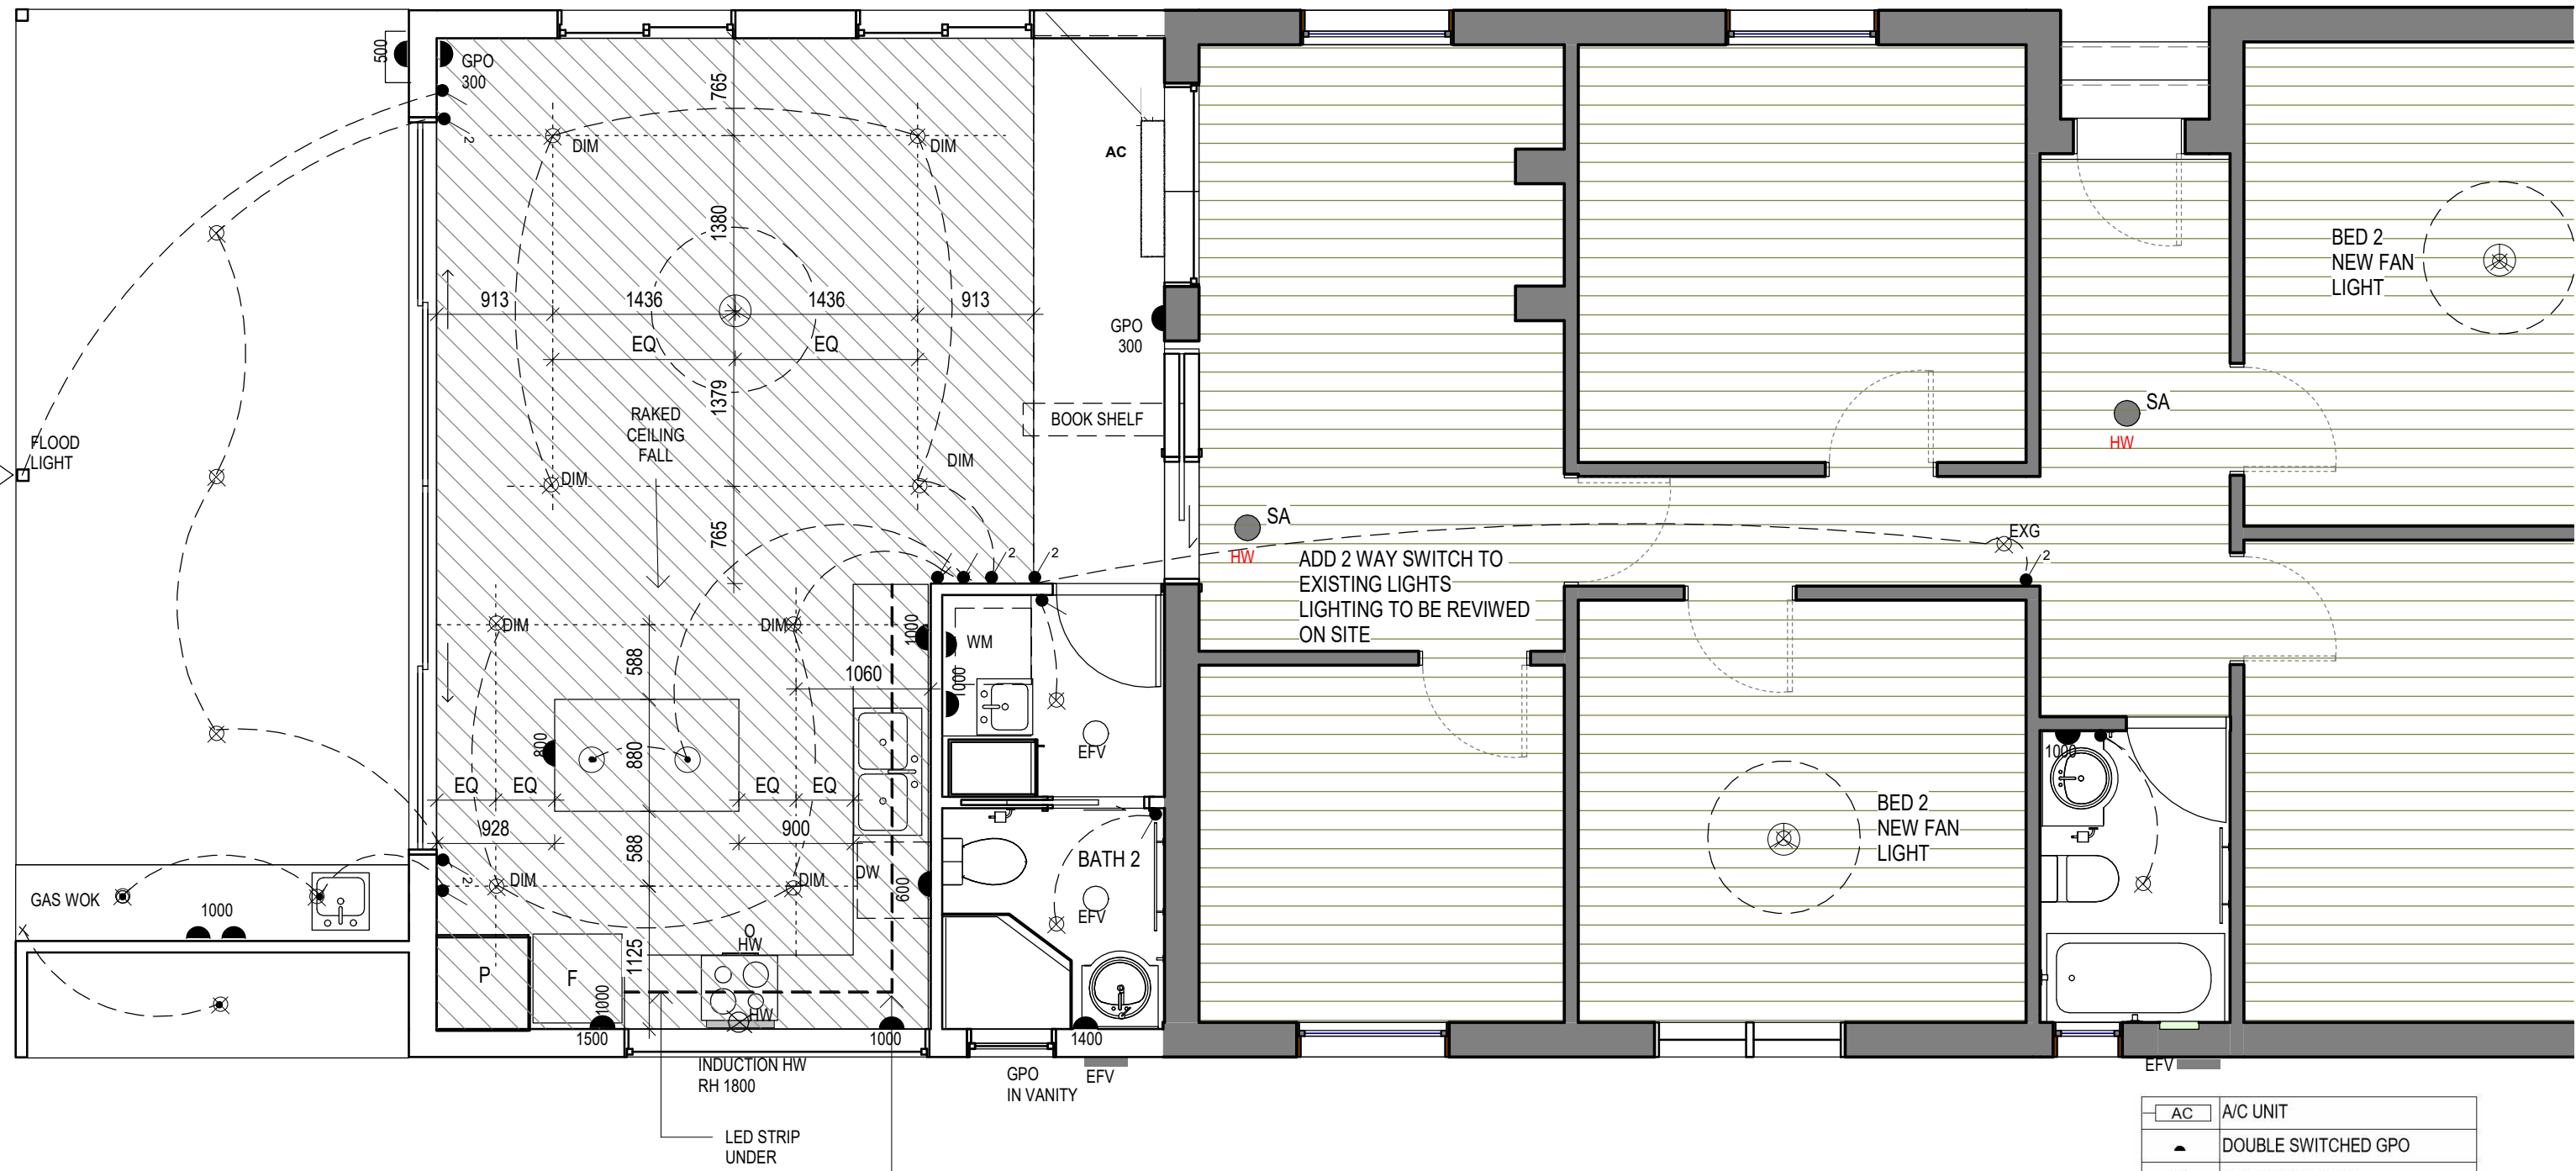 500
GPO
300
2
765
DIM
DIM
AC
1380
BED 2
NEW FAN
LIGHT
913
1436
1436
913
GPO
300
EQ
EQ
1379
RAKED
CEILING
FALL
BOOK SHELF
SA
HW
FLOOD
LIGHT
DIM
DIM
765
SA
HW
EXG
2
2
2
ADD 2 WAY SWITCH TO
EXISTING LIGHTS
LIGHTING TO BE REVIWED
ON SITE
DIM
DIM
1000
WM
588
1060
1000
800
880
EFV
1000
EQ
EQ
EQ
EQ
928
900
588
BED 2
NEW FAN
LIGHT
BATH 2
DW
2
DIM
DIM
600
EFV
GAS WOK
1000
X
O
HW
1125
P
F
1000
HW
1500
1000
1400
INDUCTION HW
RH 1800
GPO
IN VANITY
EFV
EFV
LED STRIP
UNDER
AC A/C UNIT
DOUBLE SWITCHED GPO